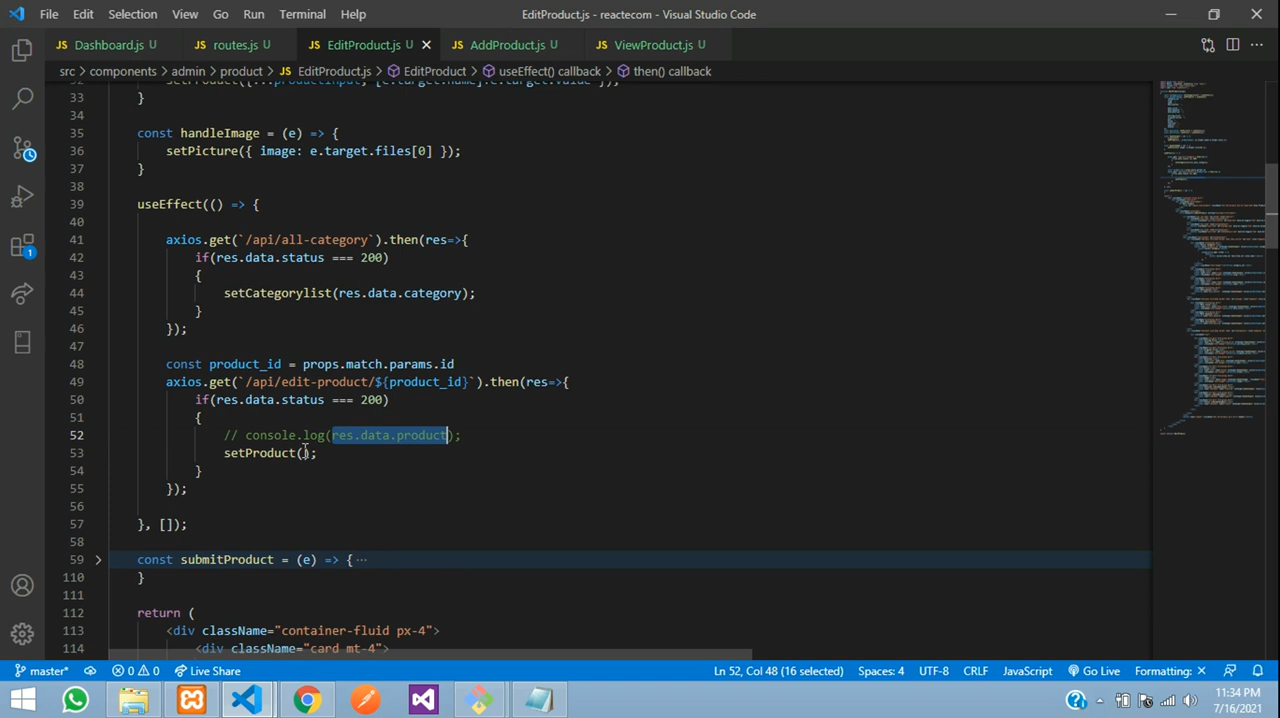 File Edit Selection View Go Run Terminal Help EditProduct.js - reactecom - Visual Studio Code
JS Dashboard.js U JS routes.js U JS EditProduct.js U JS AddProduct.js U JS ViewProduct.js U
src > components > admin > product > JS EditProduct.js > EditProduct > useEffect() callback > then() callback
33 }
34
35 const handleImage = (e) => {
36 setPicture({ image: e.target.files[0] });
37 }
38
39 useEffect(() => {
40
41 axios.get(`/api/all-category`).then(res=>{
42 if(res.data.status === 200)
43 {
44 setCategorylist(res.data.category);
45 }
46 });
47
48 const product_id = props.match.params.id
49 axios.get(`/api/edit-product/${product_id}`).then(res=>{
50 if(res.data.status === 200)
51 {
52 // console.log(res.data.product);
53 setProduct();
54 }
55 });
56
57 }, []);
58
59 const submitProduct = (e) => { ...
110 }
111
112 return (
113 <div className="container-fluid px-4">
114 <div className="card mt-4">
master* 0 0 Live Share Ln 52, Col 48 (16 selected) Spaces: 4 UTF-8 CRLF JavaScript Go Live Formatting: ×
11:34 PM
7/16/2021